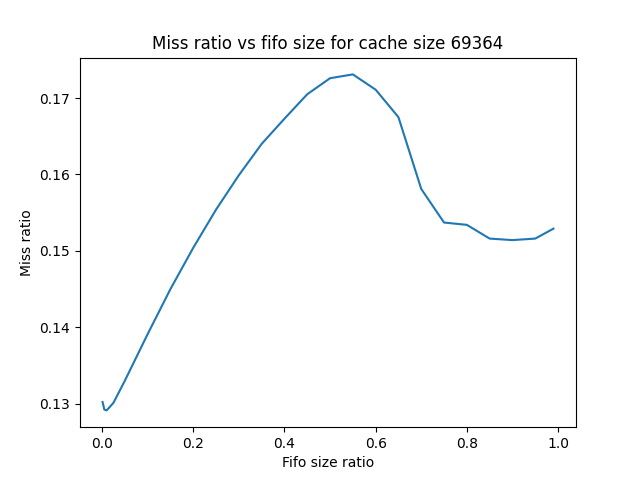 Miss ratio vs fifo size for cache size 69364
0.17
0.16
0.15
0.14
0.13
Miss ratio
0.0 0.2 0.4 0.6 0.8 1.0
Fifo size ratio